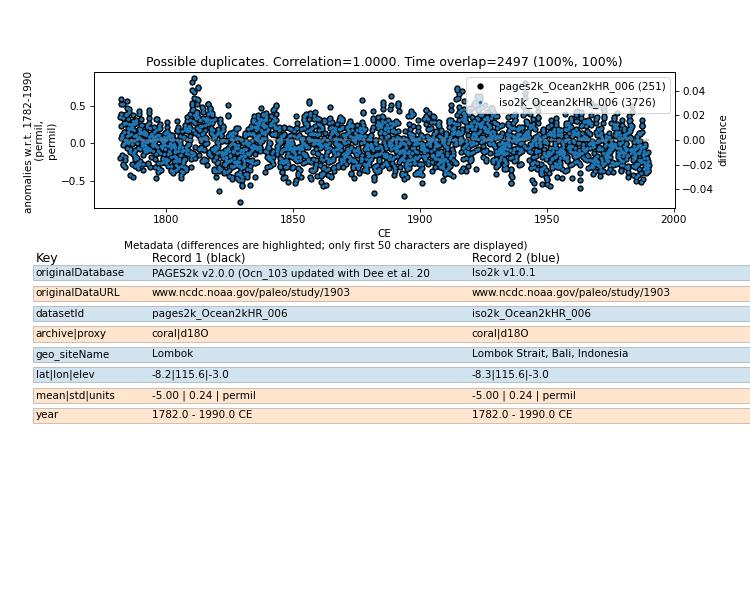 Possible duplicates. Correlation=1.0000. Time overlap=2497 (100%, 100%)
anomalies w.r.t. 1782-1990
(permil,
permil)
0.5
0.0
−0.5
pages2k_Ocean2kHR_006 (251)
iso2k_Ocean2kHR_006 (3726)
0.04
0.02
0.00
−0.02
−0.04
difference
1800
1850
1900
1950
2000
CE
Metadata (differences are highlighted; only first 50 characters are displayed)
Key Record 1 (black) Record 2 (blue)
originalDatabase PAGES2k v2.0.0 (Ocn_103 updated with Dee et al. 20 Iso2k v1.0.1
originalDataURL www.ncdc.noaa.gov/paleo/study/1903 www.ncdc.noaa.gov/paleo/study/1903
datasetId pages2k_Ocean2kHR_006 iso2k_Ocean2kHR_006
archive|proxy coral|d18O coral|d18O
geo_siteName Lombok Lombok Strait, Bali, Indonesia
lat|lon|elev -8.2|115.6|-3.0 -8.3|115.6|-3.0
mean|std|units -5.00 | 0.24 | permil -5.00 | 0.24 | permil
year 1782.0 - 1990.0 CE 1782.0 - 1990.0 CE